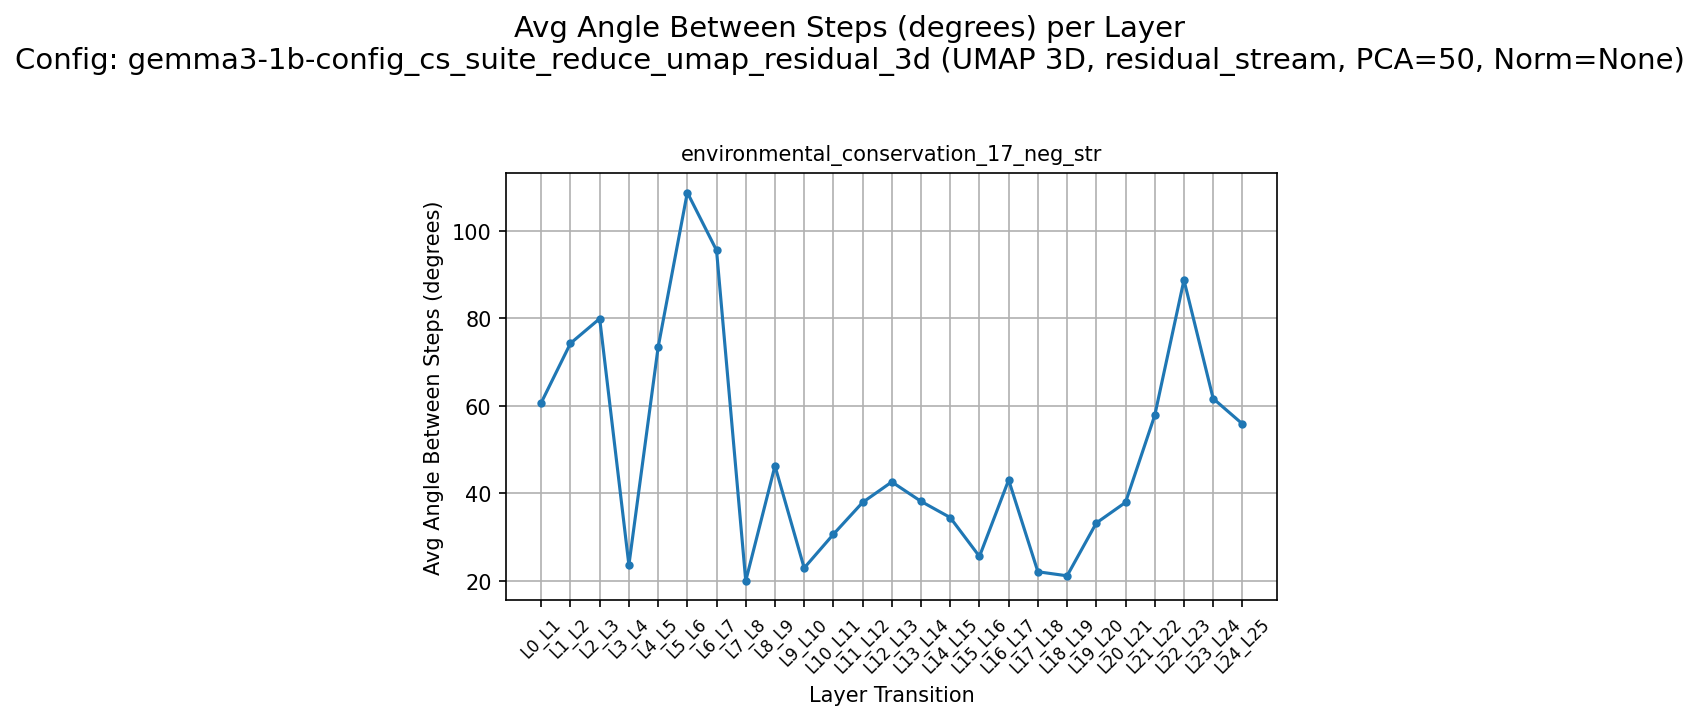 Avg Angle Between Steps (degrees) per Layer
Config: gemma3-1b-config_cs_suite_reduce_umap_residual_3d (UMAP 3D, residual_stream, PCA=50, Norm=None)
environmental_conservation_17_neg_str
Avg Angle Between Steps (degrees)
100
80
60
40
20
L0_L1
L1_L2
L2_L3
L3_L4
L4_L5
L5_L6
L6_L7
L7_L8
L8_L9
L9_L10
L10_L11
L11_L12
L12_L13
L13_L14
L14_L15
L15_L16
L16_L17
L17_L18
L18_L19
L19_L20
L20_L21
L21_L22
L22_L23
L23_L24
L24_L25
Layer Transition